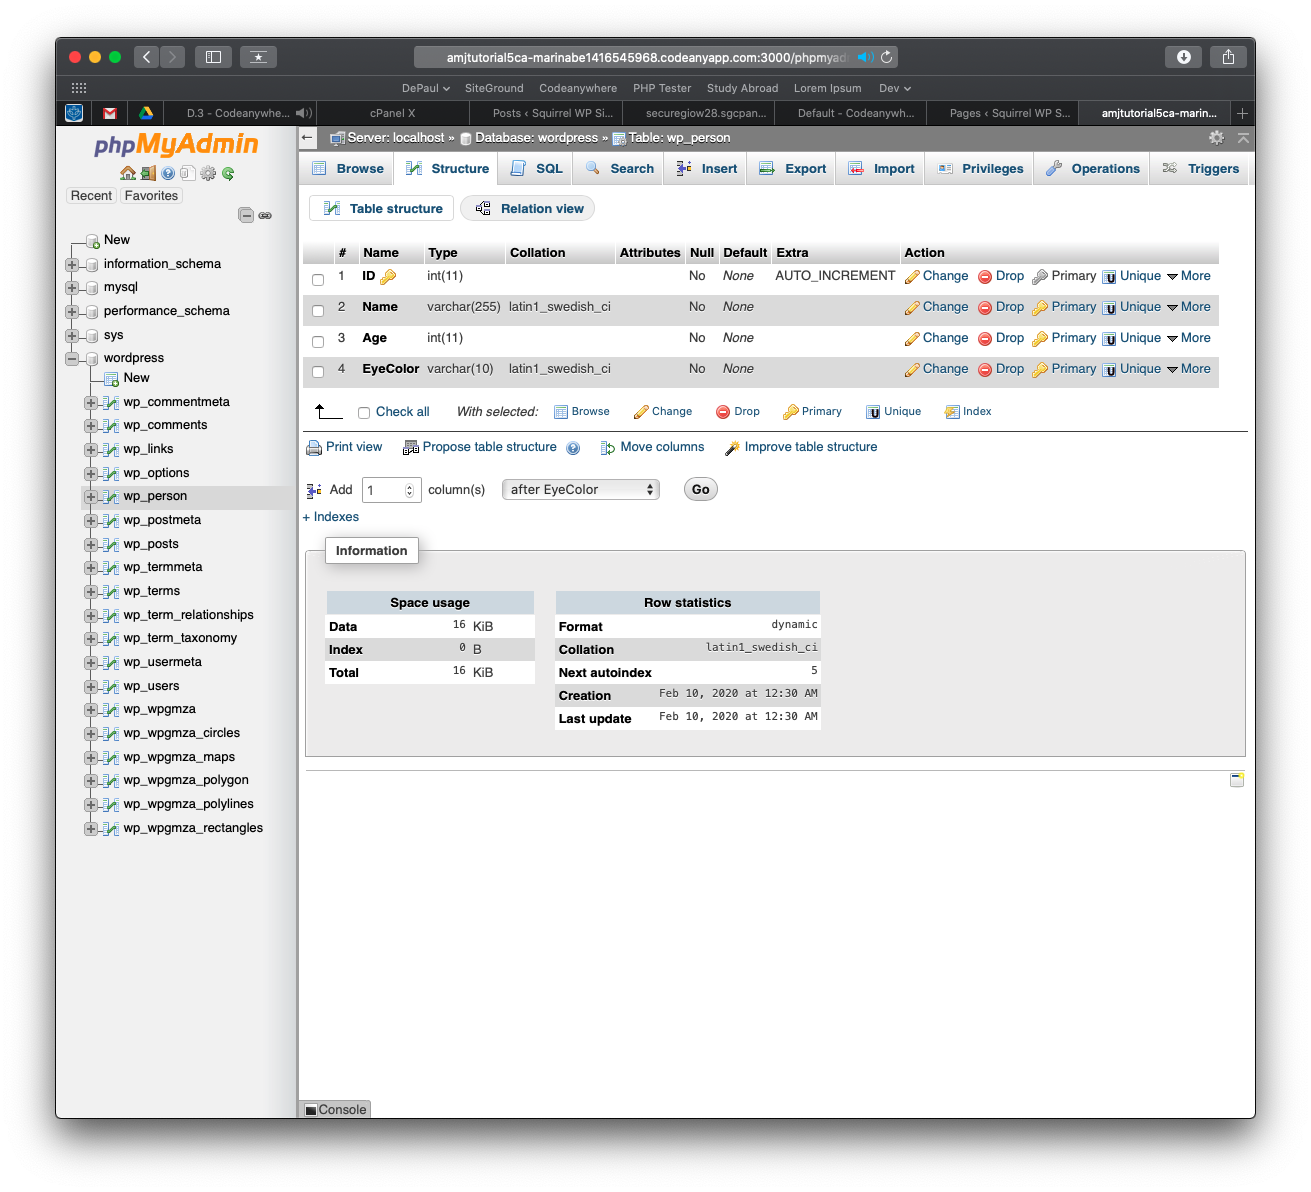 amjtutorial5ca-marinabe1416545968.codeanyapp.com:3000/phpmyad
DePaul SiteGround Codeanywhere PHP Tester Study Abroad Lorem Ipsum Dev
D.3 - Codeanywhe... cPanel X Posts ‹ Squirrel WP Si... securegiow28.sgcpan... Default - Codeanywh... Pages ‹ Squirrel WP S... amjtutorial5ca-marin...
phpMyAdmin
Recent Favorites
New
information_schema
mysql
performance_schema
sys
wordpress
New
wp_commentmeta
wp_comments
wp_links
wp_options
wp_person
wp_postmeta
wp_posts
wp_termmeta
wp_terms
wp_term_relationships
wp_term_taxonomy
wp_usermeta
wp_users
wp_wpgmza
wp_wpgmza_circles
wp_wpgmza_maps
wp_wpgmza_polygon
wp_wpgmza_polylines
wp_wpgmza_rectangles
Server: localhost » Database: wordpress » Table: wp_person
Browse Structure SQL Search Insert Export Import Privileges Operations Triggers
Table structure Relation view
# Name Type Collation Attributes Null Default Extra Action
1 ID int(11) No None AUTO_INCREMENT Change Drop Primary Unique More
2 Name varchar(255) latin1_swedish_ci No None Change Drop Primary Unique More
3 Age int(11) No None Change Drop Primary Unique More
4 EyeColor varchar(10) latin1_swedish_ci No None Change Drop Primary Unique More
Check all With selected: Browse Change Drop Primary Unique Index
Print view Propose table structure Move columns Improve table structure
Add 1 column(s) after EyeColor Go
+ Indexes
Information
Space usage
Data 16 KiB
Index 0 B
Total 16 KiB
Row statistics
Format dynamic
Collation latin1_swedish_ci
Next autoindex 5
Creation Feb 10, 2020 at 12:30 AM
Last update Feb 10, 2020 at 12:30 AM
Console